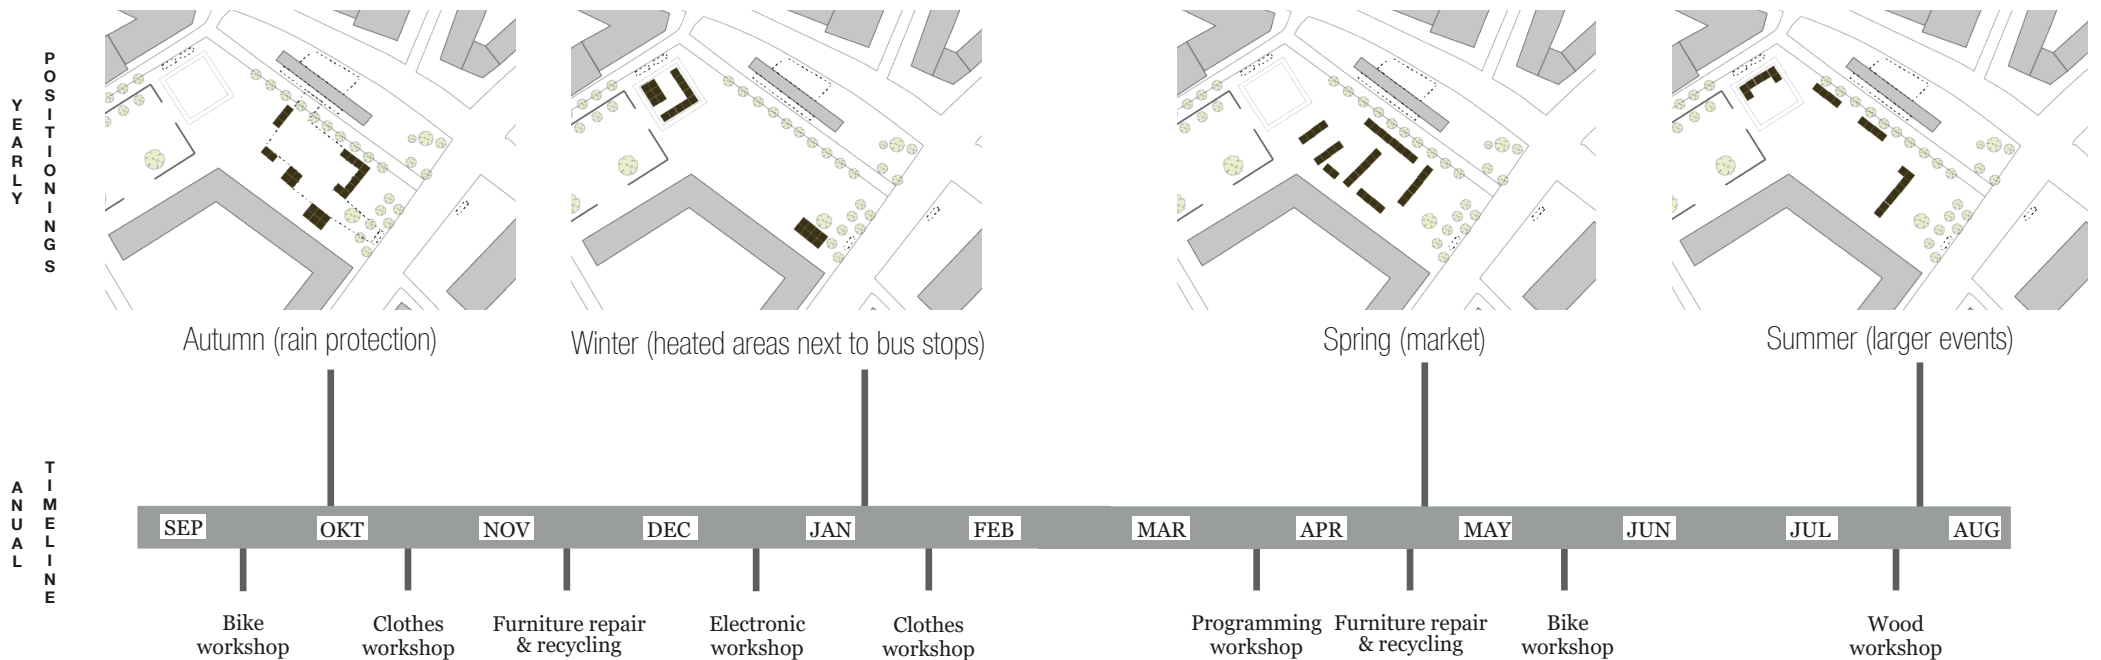 YEARLY
POSITIONINGS
Autumn (rain protection)
Winter (heated areas next to bus stops)
Spring (market)
Summer (larger events)
ANUAL
TIMELINE
SEP
OKT
NOV
DEC
JAN
FEB
MAR
APR
MAY
JUN
JUL
AUG
Bike
workshop
Clothes
workshop
Furniture repair
& recycling
Electronic
workshop
Clothes
workshop
Programming
workshop
Furniture repair
& recycling
Bike
workshop
Wood
workshop